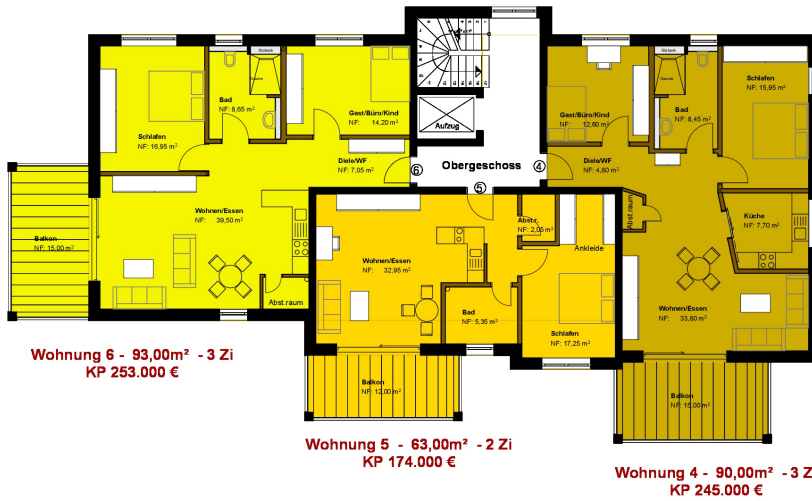 Schlafen
NF: 16,95 m²
Bad
NF: 8,65 m²
Dusche
Gast/Büro/Kind
NF: 14,20 m²
Diele/WF
NF: 7,05 m²
Wohnen/Essen
NF: 39,50 m²
Balkon
NF: 15,00 m²
Abst.raum
Aufzug
Obergeschoss
6
5
4
Wohnen/Essen
NF: 32,95 m²
Abst.r.
NF: 2,05 m²
Ankleide
Bad
NF: 5,35 m²
Schlafen
NF: 17,25 m²
Balkon
NF: 12,00 m²
Gast/Büro/Kind
NF: 12,60 m²
Bad
NF: 8,45 m²
Dusche
Schlafen
NF: 15,95 m²
Diele/WF
NF: 4,80 m²
Abst.raum
Küche
NF: 7,70 m²
Wohnen/Essen
NF: 33,80 m²
Balkon
NF: 15,00 m²
Wohnung 6 - 93,00m² - 3 Zi
KP 253.000 €
Wohnung 5 - 63,00m² - 2 Zi
KP 174.000 €
Wohnung 4 - 90,00m² - 3 Z
KP 245.000 €